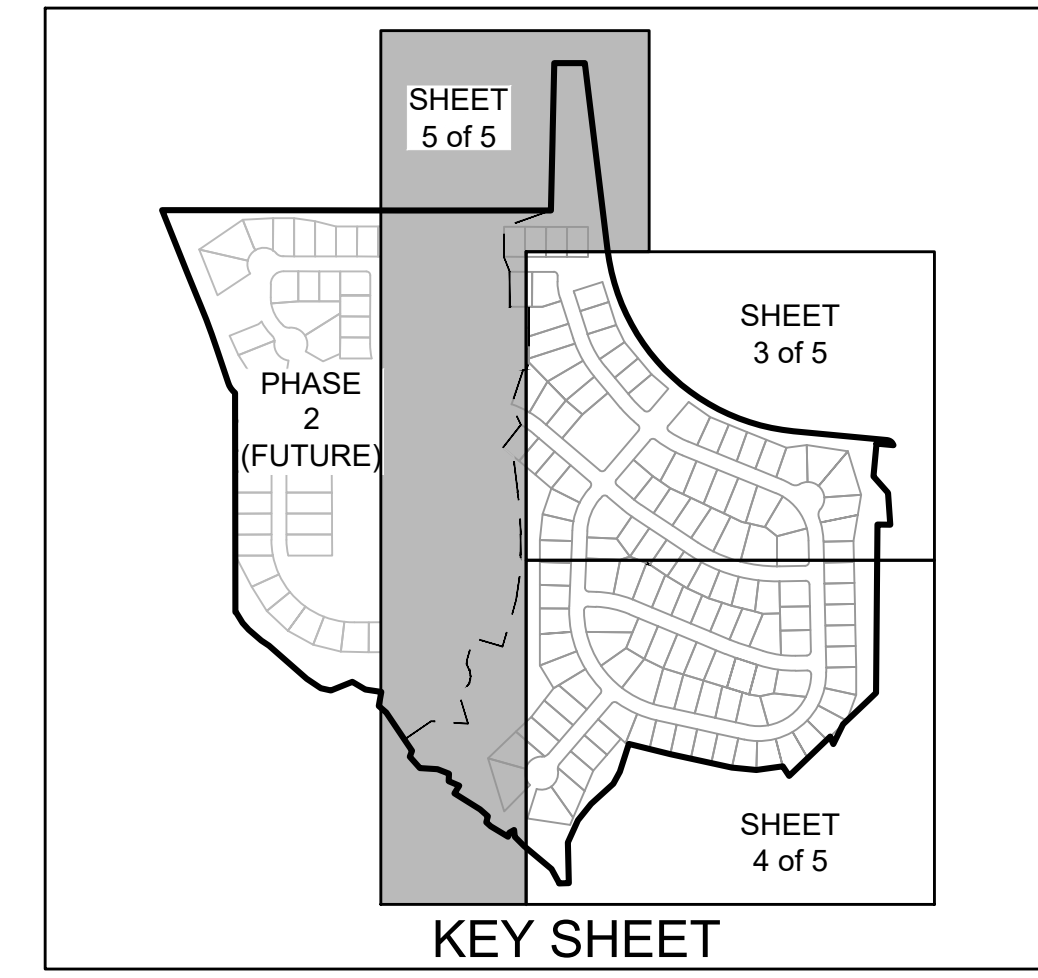 SHEET
5 of 5
SHEET
3 of 5
PHASE
2
(FUTURE)
SHEET
4 of 5
KEY SHEET